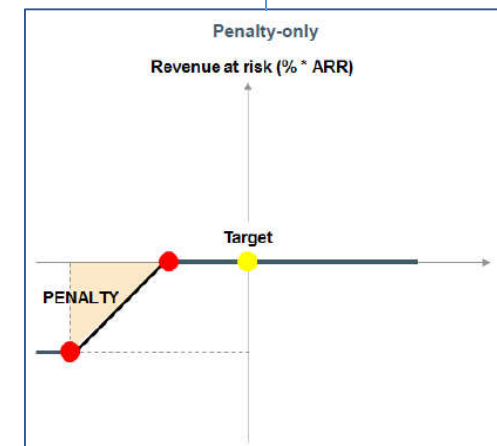 Penalty-only
Revenue at risk (% * ARR)
Target
PENALTY